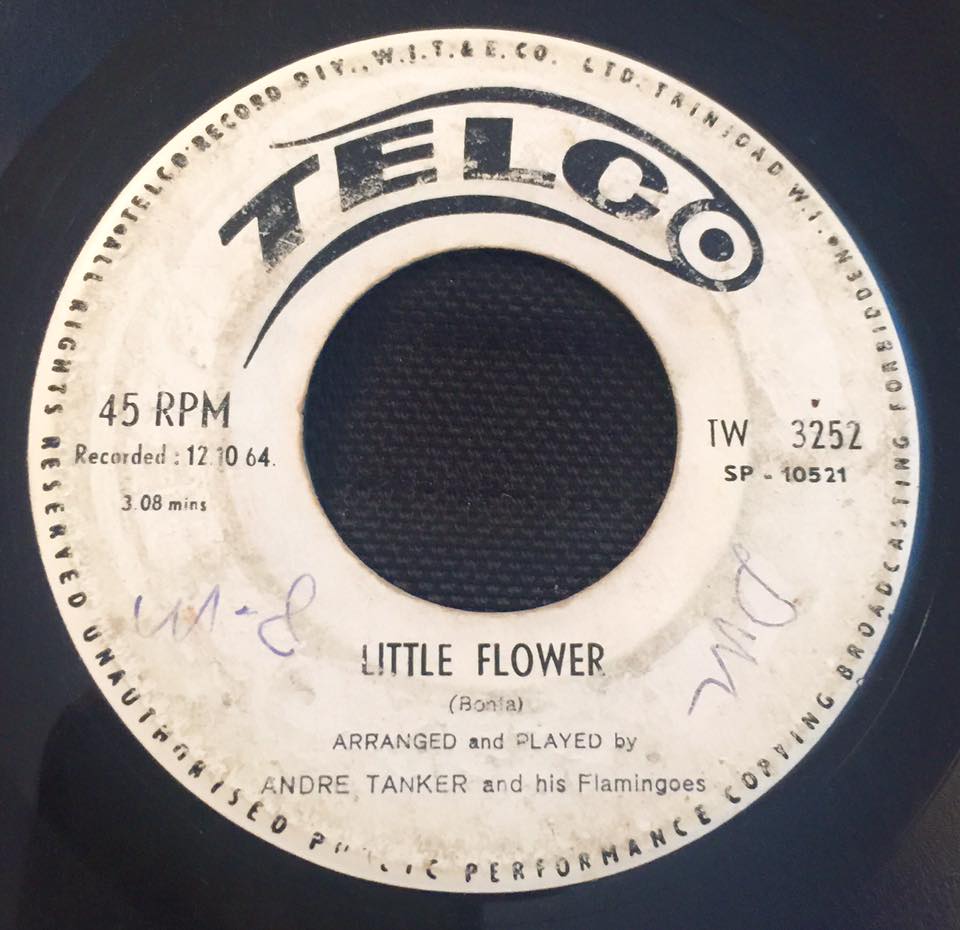 TELCO
45 RPM
Recorded : 12.10 64.
3.08 mins
TW 3252
SP - 10521
LITTLE FLOWER
(Bonfa)
ARRANGED and PLAYED by
ANDRE TANKER and his Flamingoes
TELCO RECORD DIV., W.I.T. & E. CO. LTD. TRINIDAD W.I. • ALL RIGHTS RESERVED UNAUTHORISED PUBLIC PERFORMANCE COPYING BROADCASTING FORBIDDEN